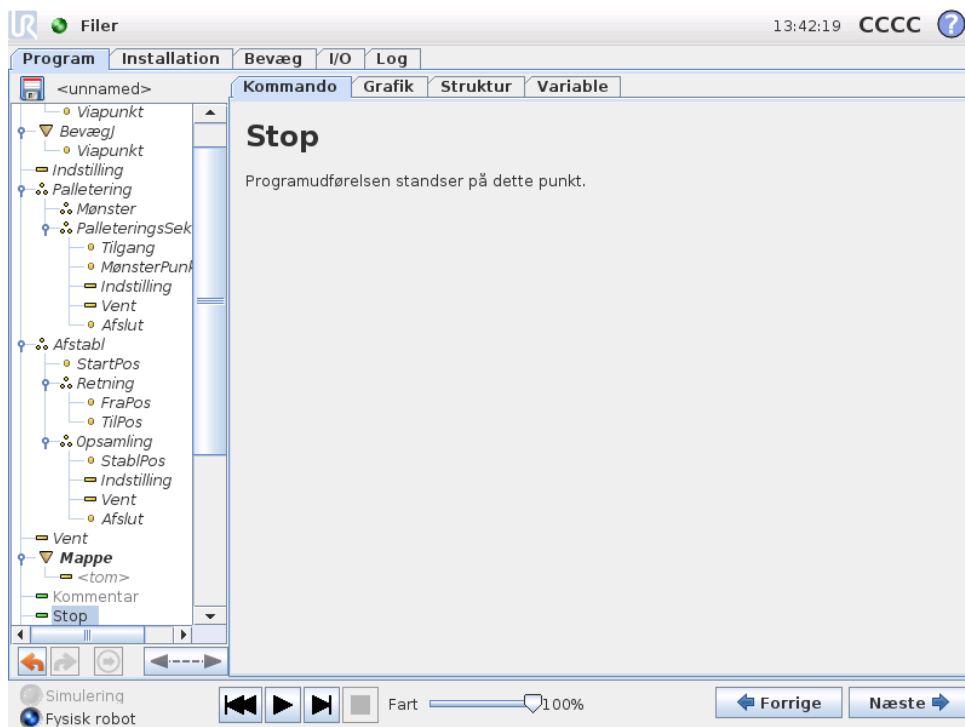 UR Filer 13:42:19 CCCC ?
Program Installation Bevæg I/O Log
<unnamed>
Kommando Grafik Struktur Variable
Viapunkt
BevægJ
Viapunkt
Indstilling
Palletering
Mønster
PalleteringsSek
Tilgang
MønsterPunk
Indstilling
Vent
Afslut
Afstabl
StartPos
Retning
FraPos
TilPos
Opsamling
StablPos
Indstilling
Vent
Afslut
Vent
Mappe
<tom>
Kommentar
Stop
Stop
Programudførelsen standser på dette punkt.
Simulering
Fysisk robot
Fart 100%
Forrige Næste